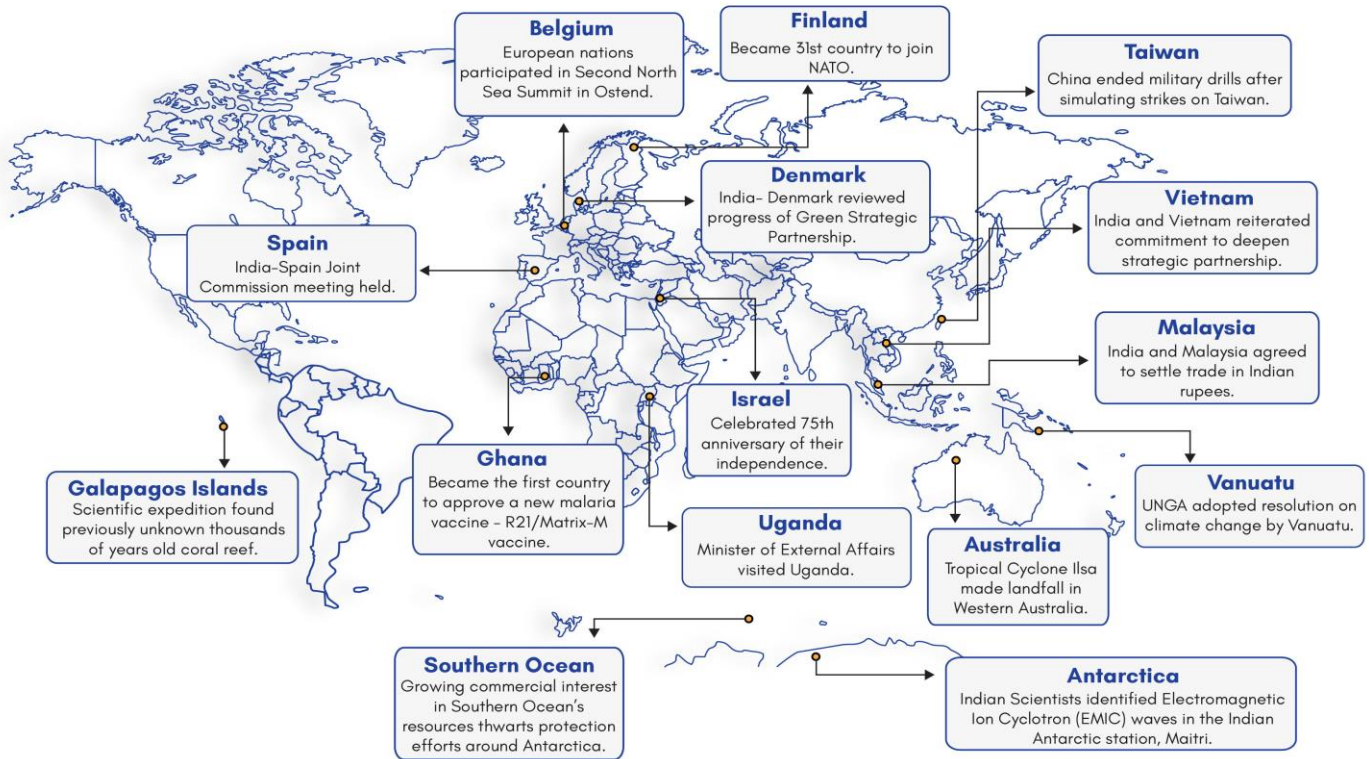 Belgium
European nations
participated in Second North
Sea Summit in Ostend.
Finland
Became 31st country to join
NATO.
Taiwan
China ended military drills after
simulating strikes on Taiwan.
Denmark
India- Denmark reviewed
progress of Green Strategic
Partnership.
Vietnam
India and Vietnam reiterated
commitment to deepen
strategic partnership.
Spain
India-Spain Joint
Commission meeting held.
Malaysia
India and Malaysia agreed
to settle trade in Indian
rupees.
Israel
Celebrated 75th
anniversary of their
independence.
Ghana
Became the first country
to approve a new malaria
vaccine - R21/Matrix-M
vaccine.
Galapagos Islands
Scientific expedition found
previously unknown thousands
of years old coral reef.
Vanuatu
UNGA adopted resolution on
climate change by Vanuatu.
Uganda
Minister of External Affairs
visited Uganda.
Australia
Tropical Cyclone Ilsa
made landfall in
Western Australia.
Southern Ocean
Growing commercial interest
in Southern Ocean's
resources thwarts protection
efforts around Antarctica.
Antarctica
Indian Scientists identified Electromagnetic
Ion Cyclotron (EMIC) waves in the Indian
Antarctic station, Maitri.